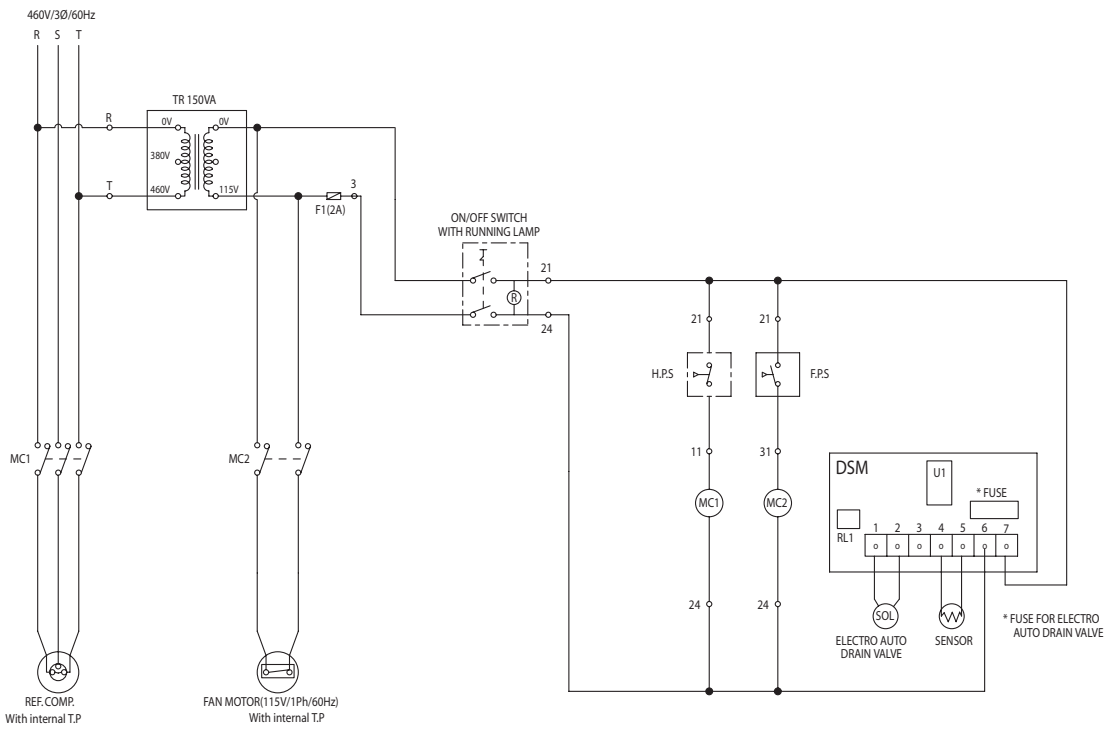 460V/3Ø/60Hz
R S T
TR 150VA
R
0V
0V
380V
T
460V
115V
3
F1(2A)
ON/OFF SWITCH
WITH RUNNING LAMP
21
R
24
21
21
H.P.S
F.P.S
MC1
MC2
11
31
MC1
MC2
DSM
U1
* FUSE
RL1
1 2 3 4 5 6 7
24
24
SOL
ELECTRO AUTO
DRAIN VALVE
SENSOR
* FUSE FOR ELECTRO
AUTO DRAIN VALVE
REF. COMP.
With internal T.P
FAN MOTOR(115V/1Ph/60Hz)
With internal T.P